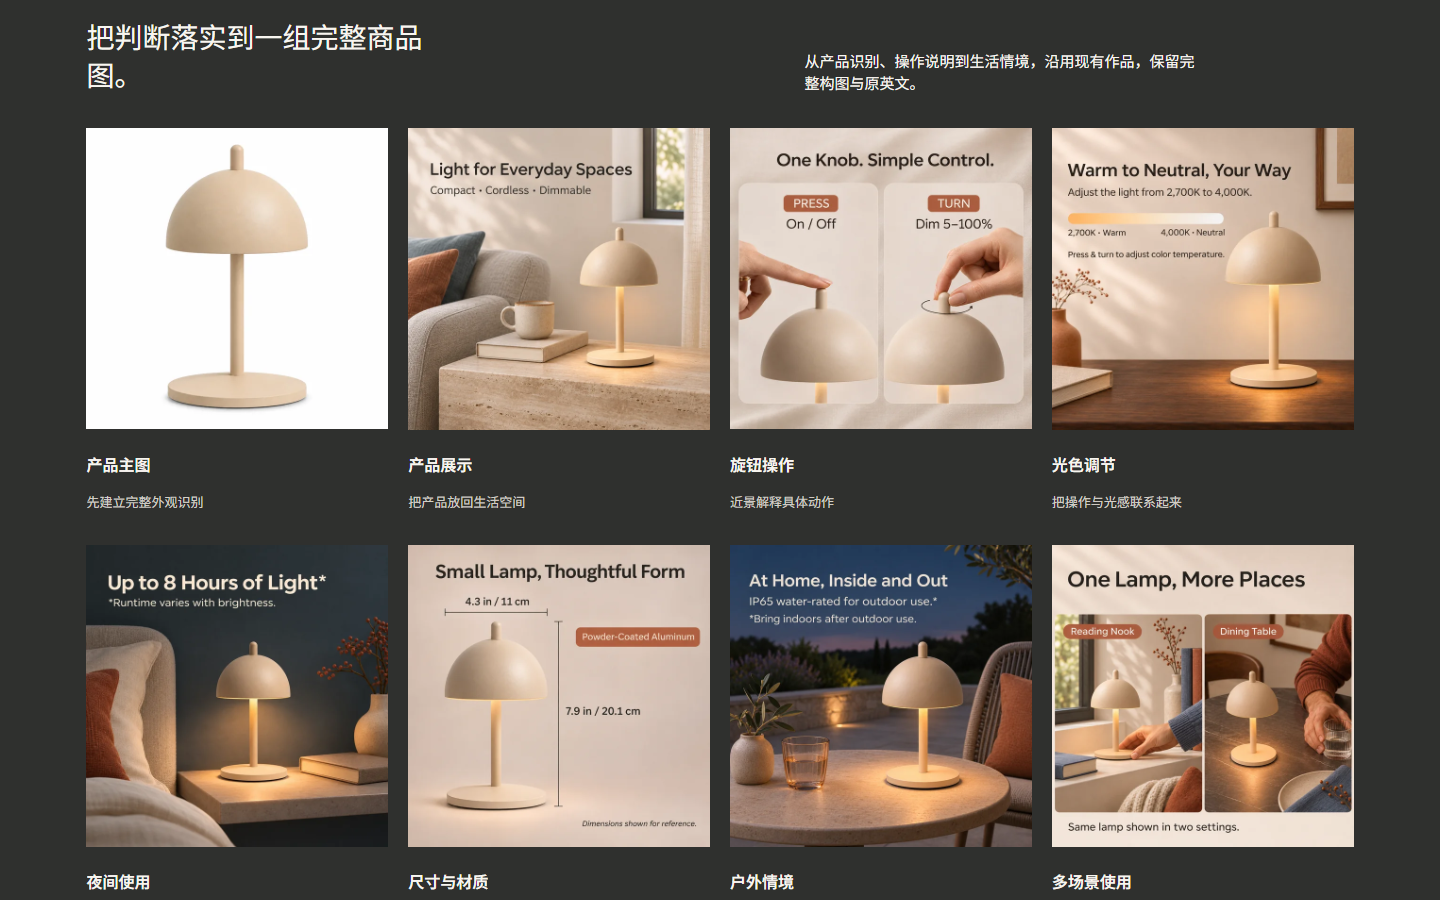 把判断落实到一组完整商品
图。
从产品识别、操作说明到生活情境，沿用现有作品，保留完
整构图与原英文。
Light for Everyday Spaces
Compact • Cordless • Dimmable
One Knob. Simple Control.
PRESS
On / Off
TURN
Dim 5–100%
Warm to Neutral, Your Way
Adjust the light from 2,700K to 4,000K.
2,700K • Warm
4,000K • Neutral
Press & turn to adjust color temperature.
产品主图
先建立完整外观识别
产品展示
把产品放回生活空间
旋钮操作
近景解释具体动作
光色调节
把操作与光感联系起来
Up to 8 Hours of Light*
*Runtime varies with brightness.
Small Lamp, Thoughtful Form
4.3 in / 11 cm
Powder-Coated Aluminum
7.9 in / 20.1 cm
Dimensions shown for reference.
At Home, Inside and Out
IP65 water-rated for outdoor use.*
*Bring indoors after outdoor use.
One Lamp, More Places
Reading Nook
Dining Table
Same lamp shown in two settings.
夜间使用
尺寸与材质
户外情境
多场景使用